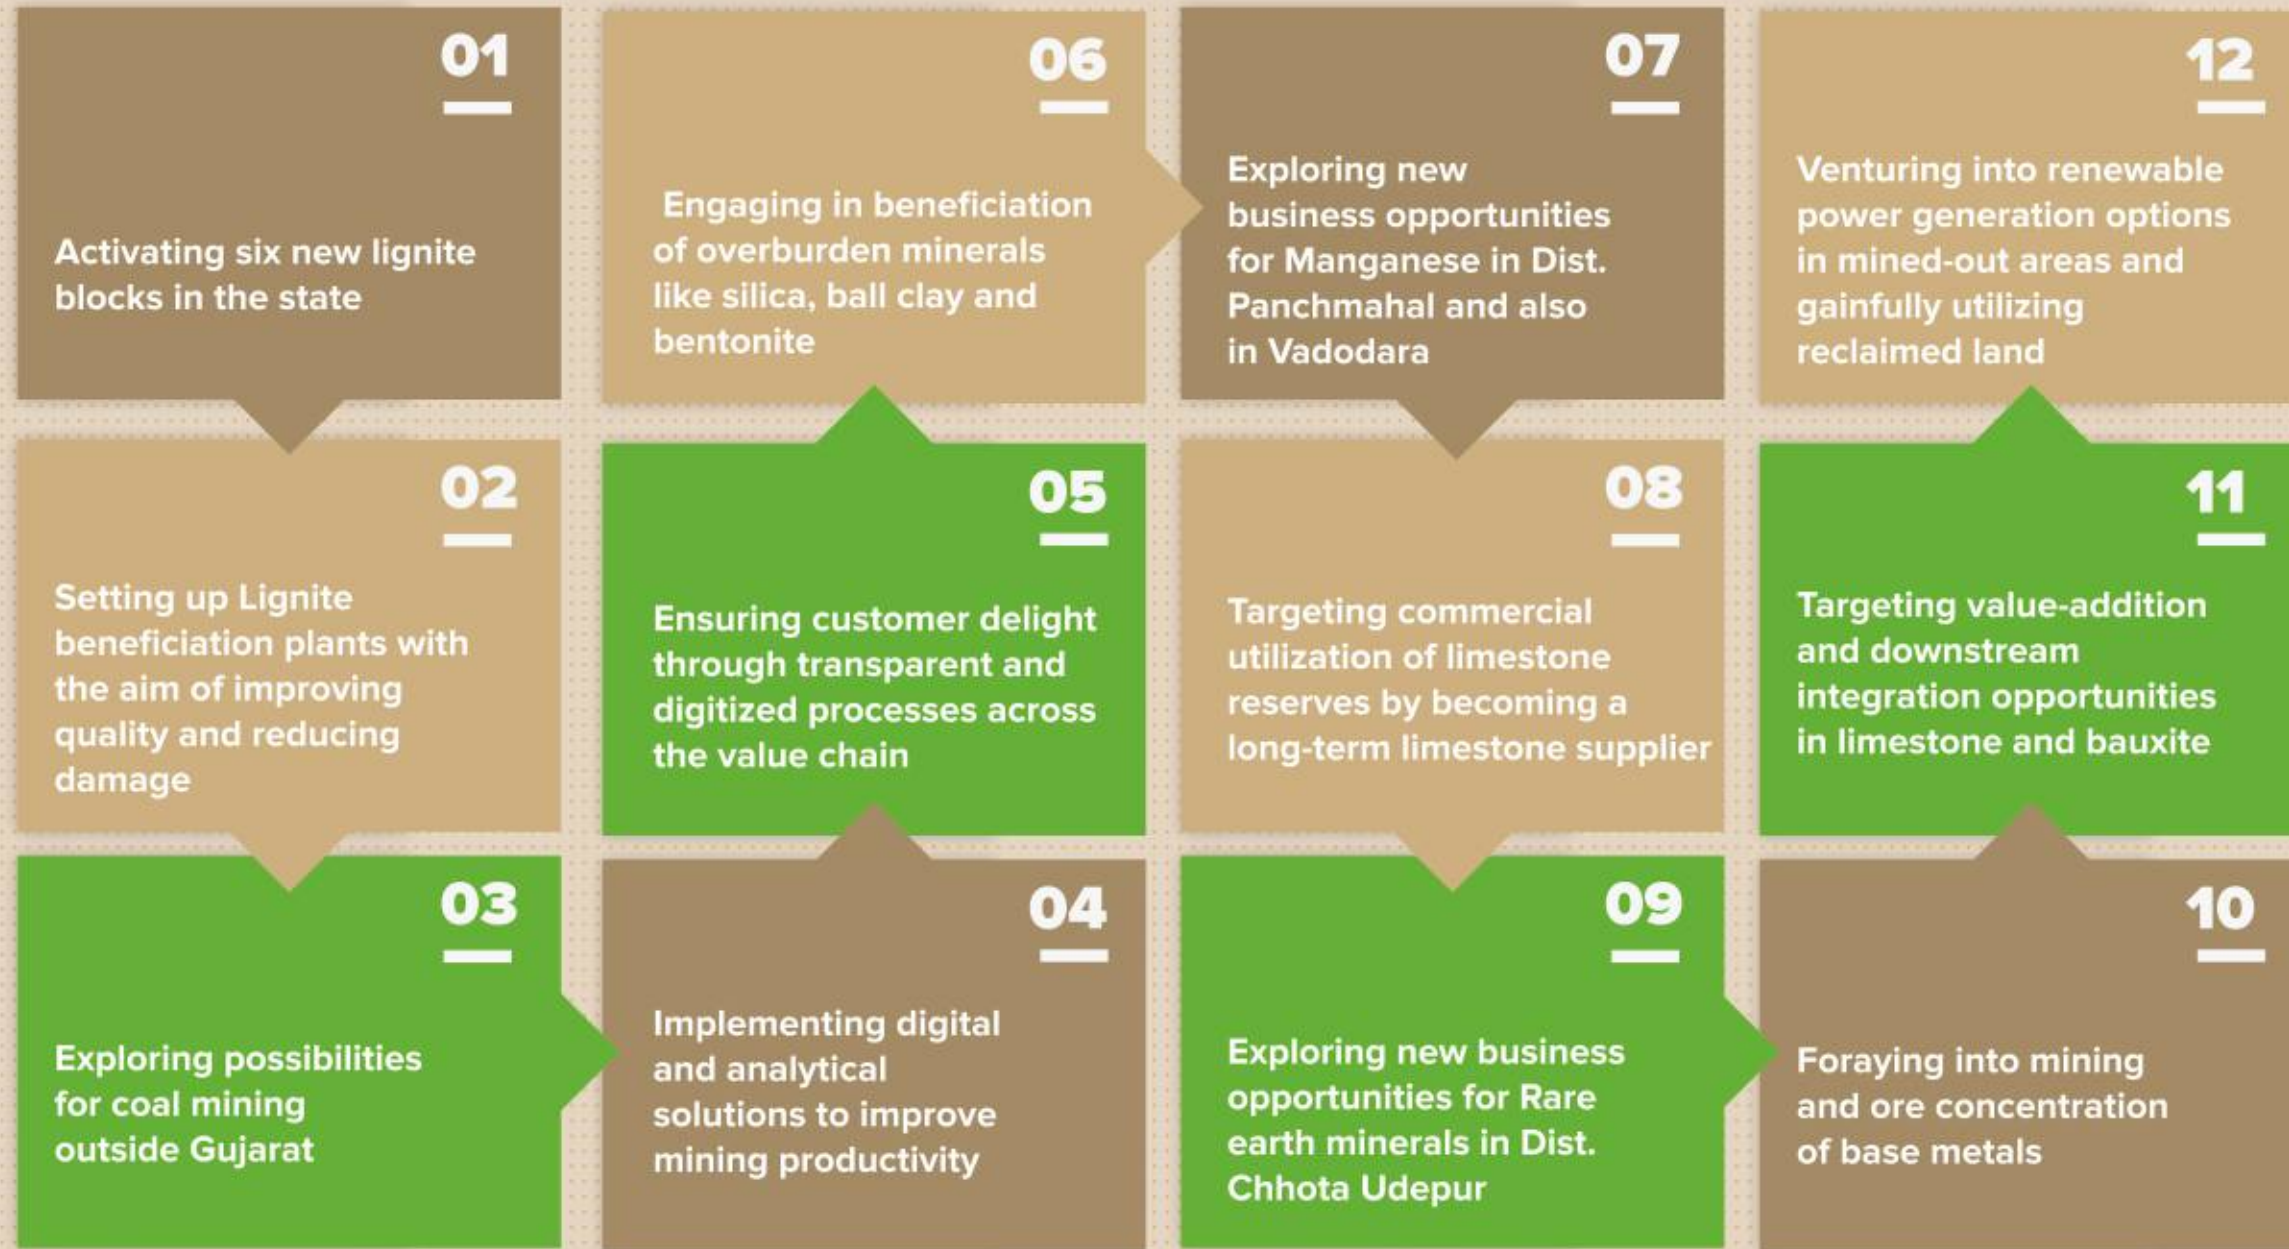 01
Activating six new lignite
blocks in the state
02
Setting up Lignite
beneficiation plants with
the aim of improving
quality and reducing
damage
03
Exploring possibilities
for coal mining
outside Gujarat
04
Implementing digital
and analytical
solutions to improve
mining productivity
05
Ensuring customer delight
through transparent and
digitized processes across
the value chain
06
Engaging in beneficiation
of overburden minerals
like silica, ball clay and
bentonite
07
Exploring new
business opportunities
for Manganese in Dist.
Panchmahal and also
in Vadodara
08
Targeting commercial
utilization of limestone
reserves by becoming a
long-term limestone supplier
09
Exploring new business
opportunities for Rare
earth minerals in Dist.
Chhota Udepur
10
Foraying into mining
and ore concentration
of base metals
11
Targeting value-addition
and downstream
integration opportunities
in limestone and bauxite
12
Venturing into renewable
power generation options
in mined-out areas and
gainfully utilizing
reclaimed land